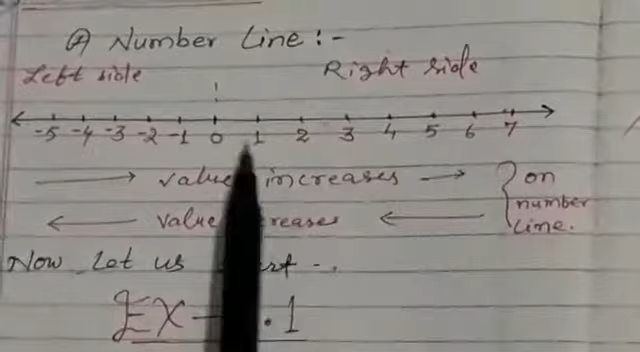 (A) Number Line :-
Left side Right side
-5 -4 -3 -2 -1 0 1 2 3 4 5 6 7
⟶ value increases ⟶ } on
number
⟵ value ⟵ line.
Now Let us
EX- .1